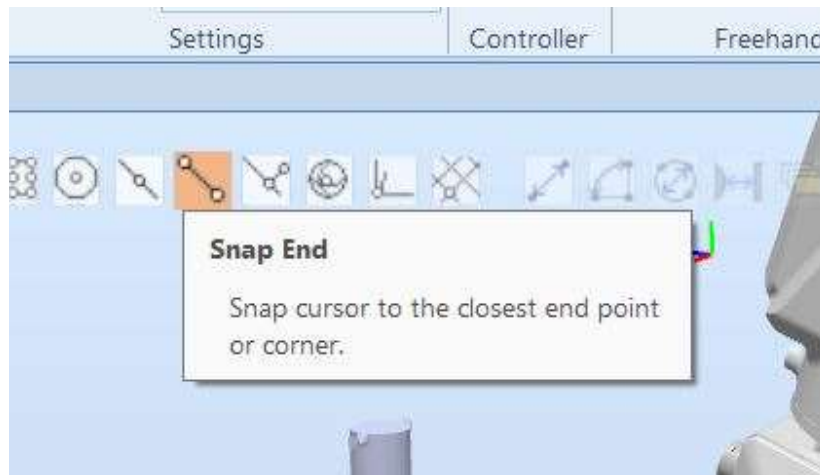 Settings
Controller
Freehand
Snap End
Snap cursor to the closest end point
or corner.